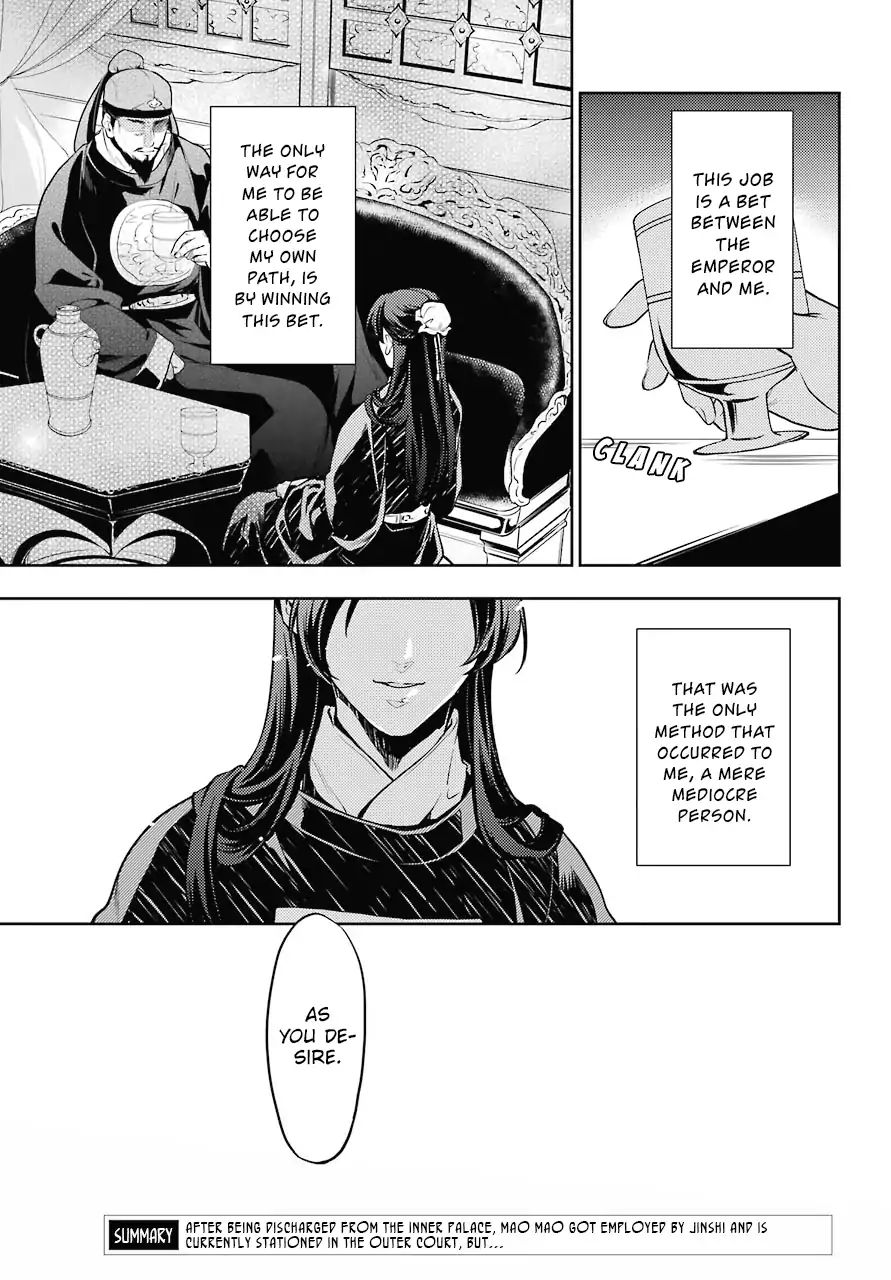 THIS JOB
IS A BET
BETWEEN
THE
EMPEROR
AND ME.
CLANK
THE ONLY
WAY FOR
ME TO BE
ABLE TO
CHOOSE
MY OWN
PATH, IS
BY WINNING
THIS BET.
THAT WAS
THE ONLY
METHOD THAT
OCCURRED TO
ME, A MERE
MEDIOCRE
PERSON.
AS
YOU DE-
SIRE.
SUMMARY
AFTER BEING DISCHARGED FROM THE INNER PALACE, MAO MAO GOT EMPLOYED BY JINSHI AND IS
CURRENTLY STATIONED IN THE OUTER COURT, BUT...